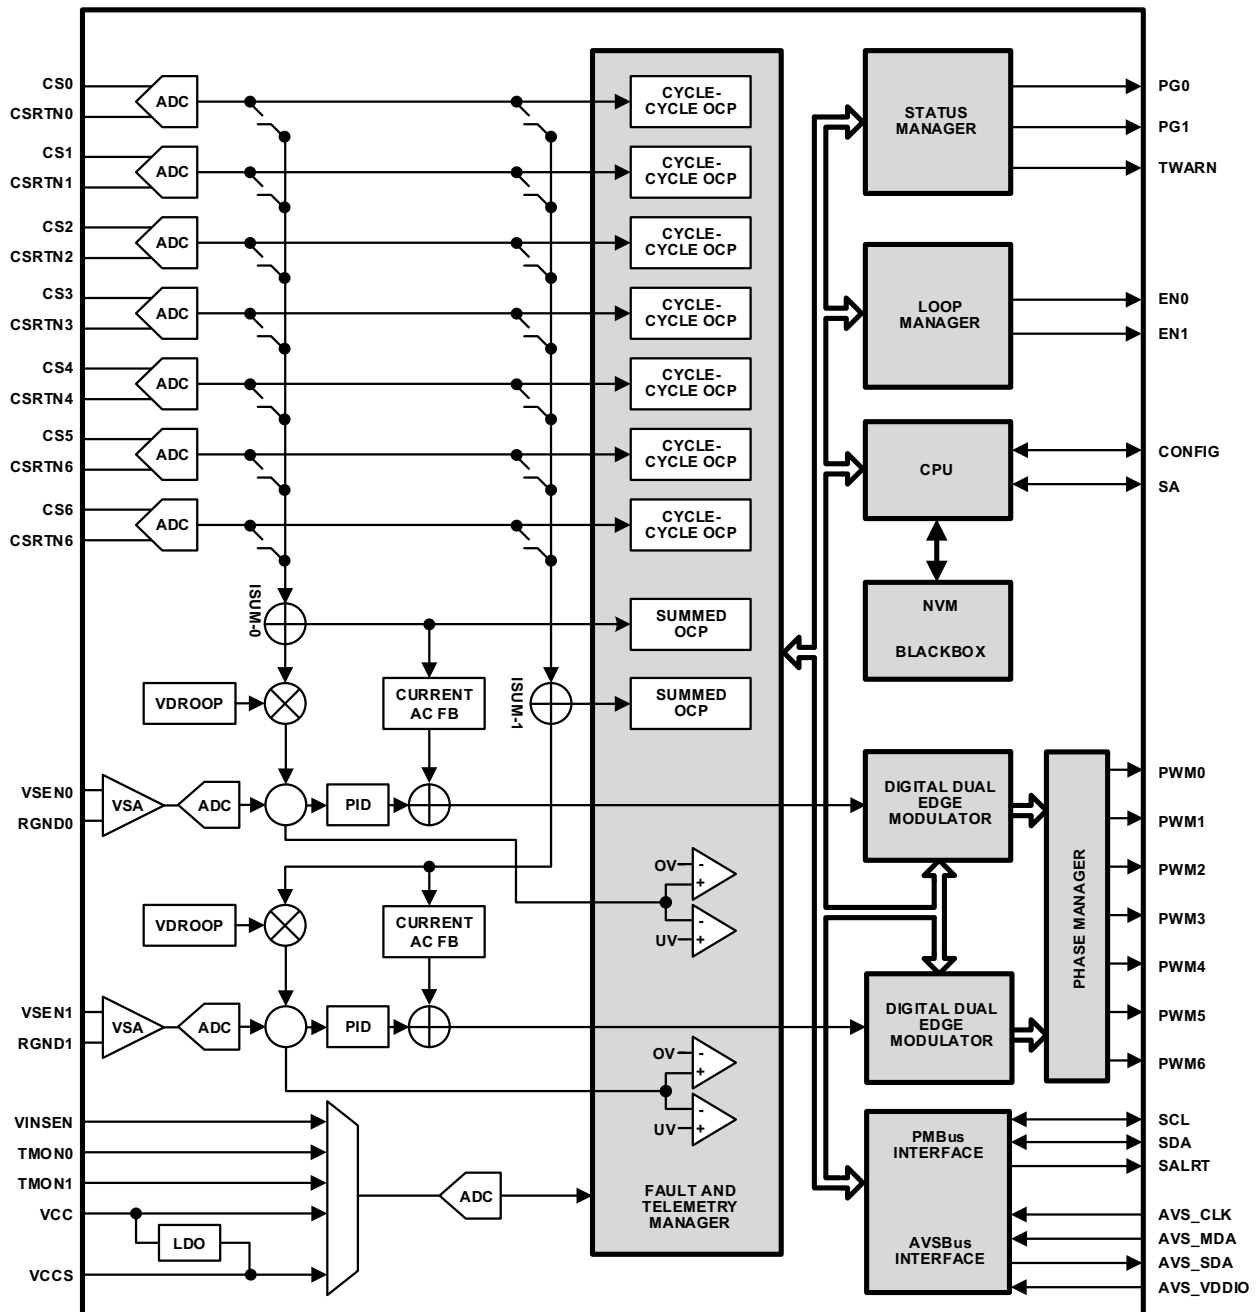 CS0
CSRTN0
ADC
CYCLE-
CYCLE OCP
CS1
CSRTN1
ADC
CYCLE-
CYCLE OCP
CS2
CSRTN2
ADC
CYCLE-
CYCLE OCP
CS3
CSRTN3
ADC
CYCLE-
CYCLE OCP
CS4
CSRTN4
ADC
CYCLE-
CYCLE OCP
CS5
CSRTN6
ADC
CYCLE-
CYCLE OCP
CS6
CSRTN6
ADC
CYCLE-
CYCLE OCP
ISUM-0
SUMMED
OCP
VDROOP
CURRENT
AC FB
ISUM-1
SUMMED
OCP
VSEN0
RGND0
VSA
ADC
PID
OV
-
+
-
UV
+
VDROOP
CURRENT
AC FB
VSEN1
RGND1
VSA
ADC
PID
OV
-
+
-
UV
+
VINSEN
TMON0
TMON1
VCC
LDO
VCCS
ADC
FAULT AND
TELEMETRY
MANAGER
STATUS
MANAGER
PG0
PG1
TWARN
LOOP
MANAGER
EN0
EN1
CPU
CONFIG
SA
NVM
BLACKBOX
DIGITAL DUAL
EDGE
MODULATOR
DIGITAL DUAL
EDGE
MODULATOR
PHASE MANAGER
PWM0
PWM1
PWM2
PWM3
PWM4
PWM5
PWM6
PMBus
INTERFACE
AVSBus
INTERFACE
SCL
SDA
SALRT
AVS_CLK
AVS_MDA
AVS_SDA
AVS_VDDIO